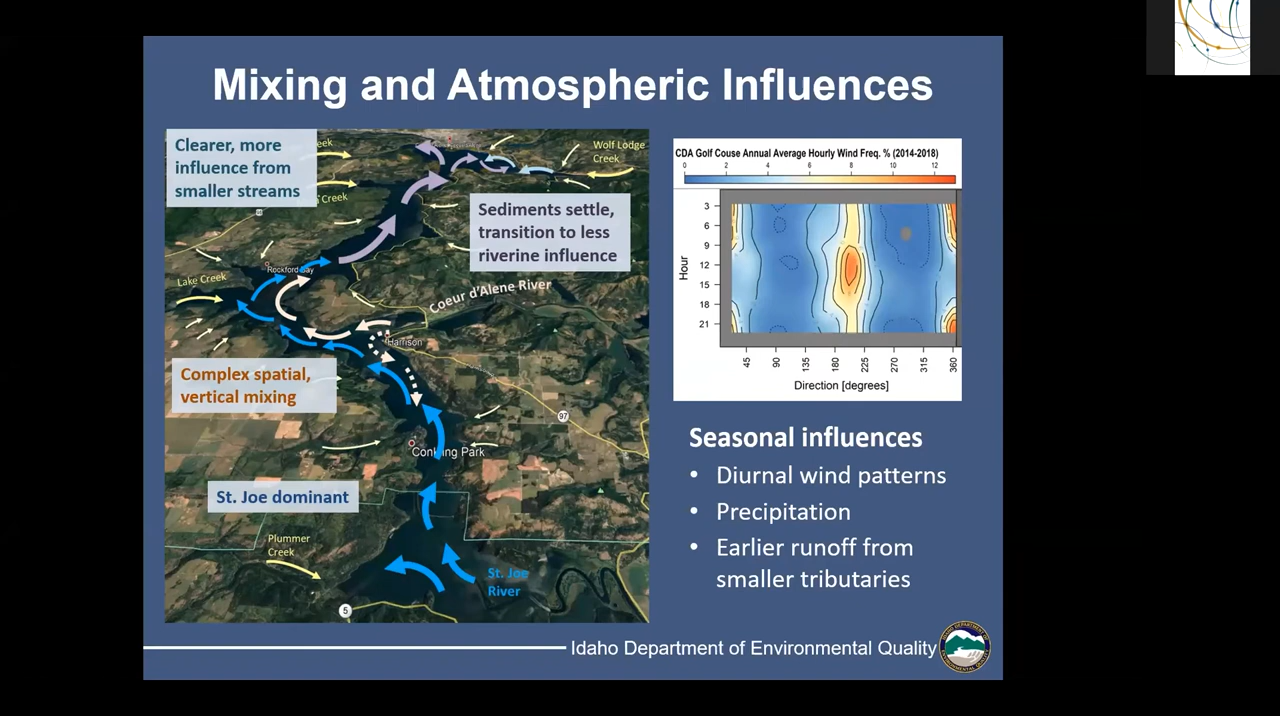 Mixing and Atmospheric Influences
Clearer, more
influence from
smaller streams
Creek
Wolf Lodge
Creek
Sediments settle,
transition to less
riverine influence
Rockford Bay
Lake Creek
Coeur d'Alene River
Harrison
Complex spatial,
vertical mixing
97
Conkling Park
St. Joe dominant
Plummer
Creek
St. Joe
River
5
CDA Golf Couse Annual Average Hourly Wind Freq. % (2014-2018)
0 2 4 6 8 10 12
Hour
3
6
9
12
15
18
21
45 90 135 180 225 270 315 360
Direction [degrees]
Seasonal influences
• Diurnal wind patterns
• Precipitation
• Earlier runoff from
smaller tributaries
Idaho Department of Environmental Quality